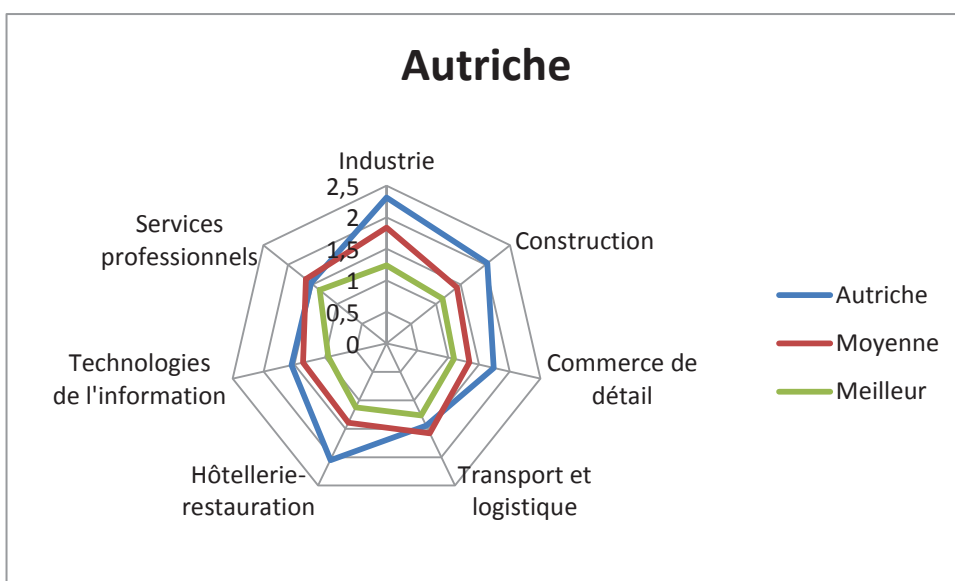 Autriche
Industrie
2,5
2
1,5
1
0,5
0
Construction
Commerce de
détail
Transport et
logistique
Hôtellerie-
restauration
Technologies
de l'information
Services
professionnels
Autriche
Moyenne
Meilleur